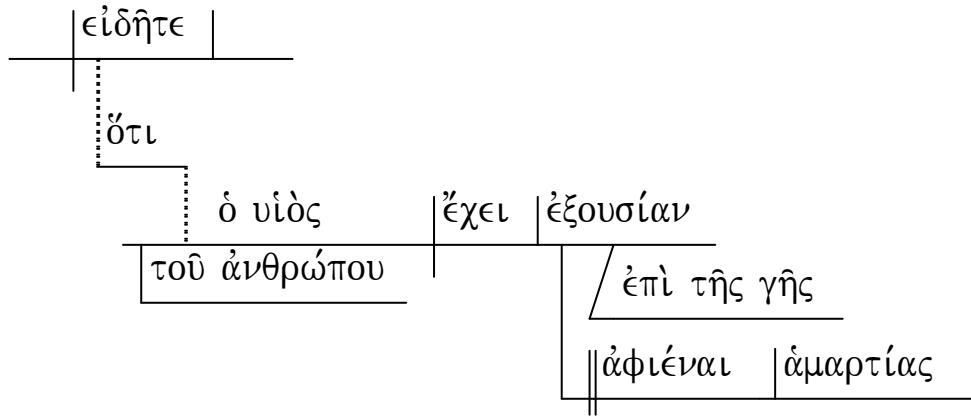 εἰδῆτε
ὅτι
ὁ υἱὸς ἔχει ἐξουσίαν
τοῦ ἀνθρώπου
ἐπὶ τῆς γῆς
ἀφιέναι ἁμαρτίας